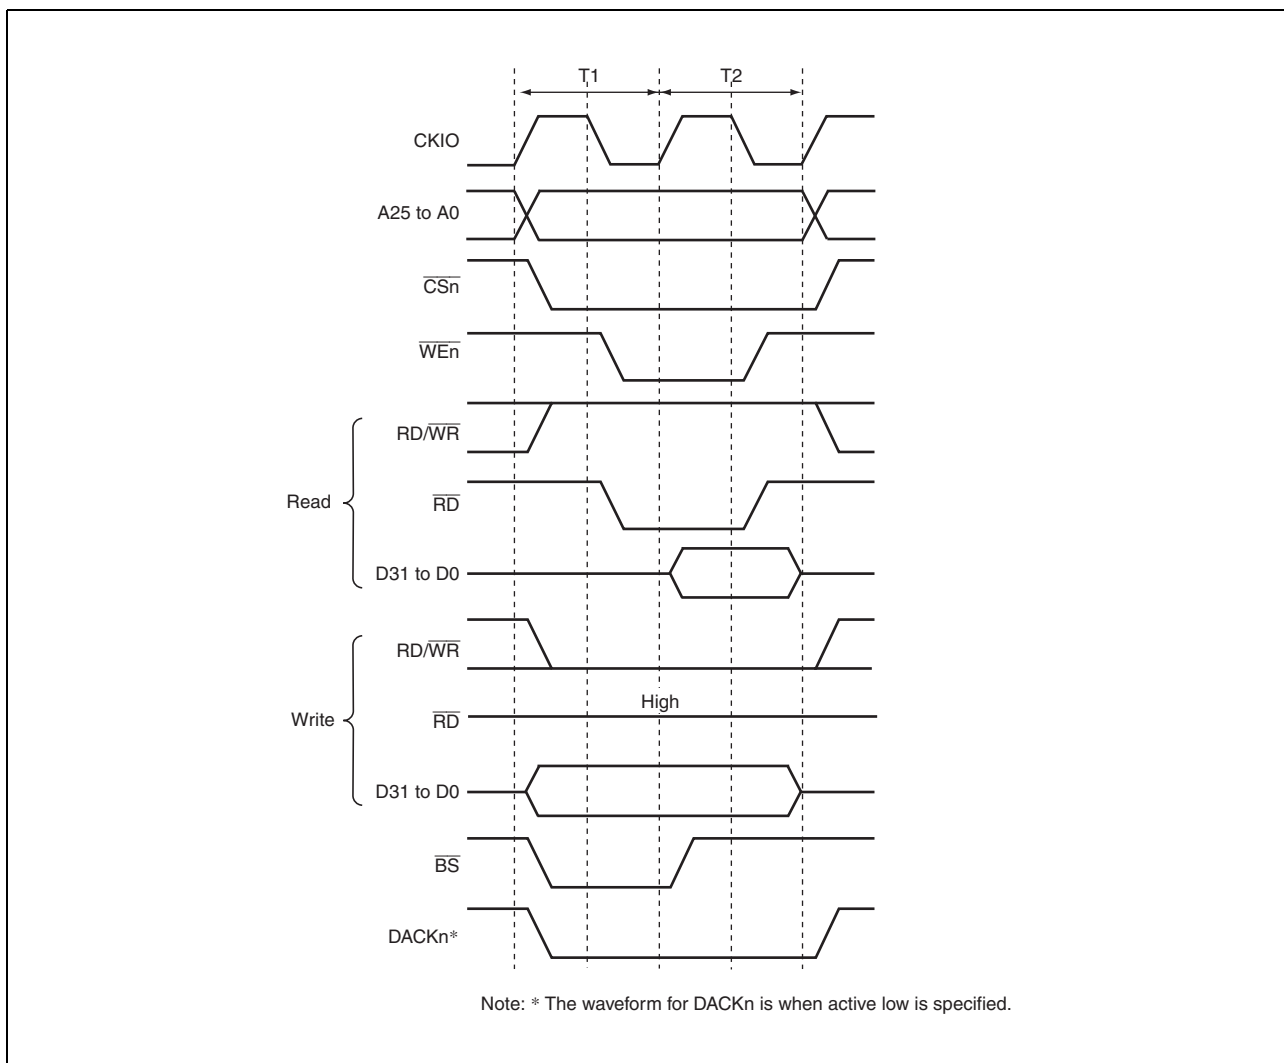 T1 T2
CKIO
A25 to A0
CSn
WEn
RD/WR
Read
RD
D31 to D0
RD/WR
High
Write
RD
D31 to D0
BS
DACKn*
Note: * The waveform for DACKn is when active low is specified.